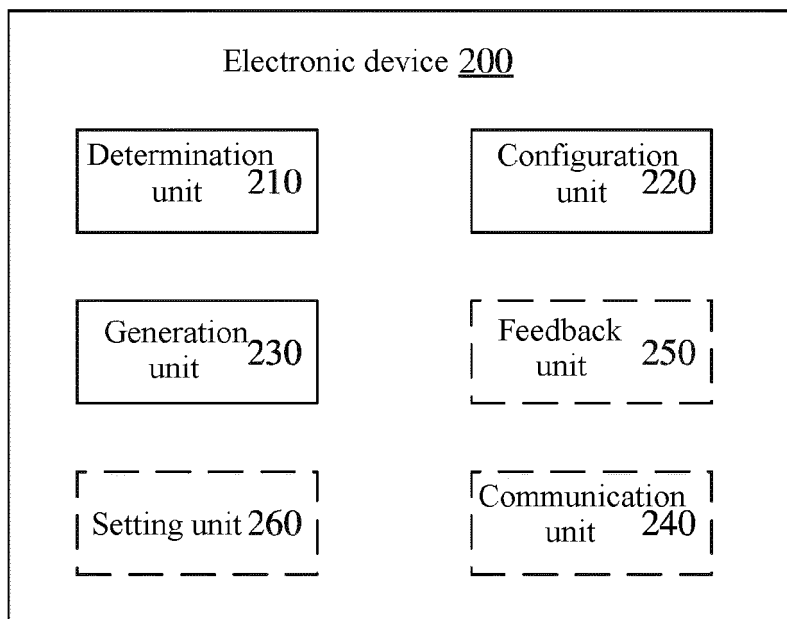 Electronic device 200
Determination
unit 210
Configuration
unit 220
Generation
unit 230
Feedback
unit 250
Setting unit 260
Communication
unit 240